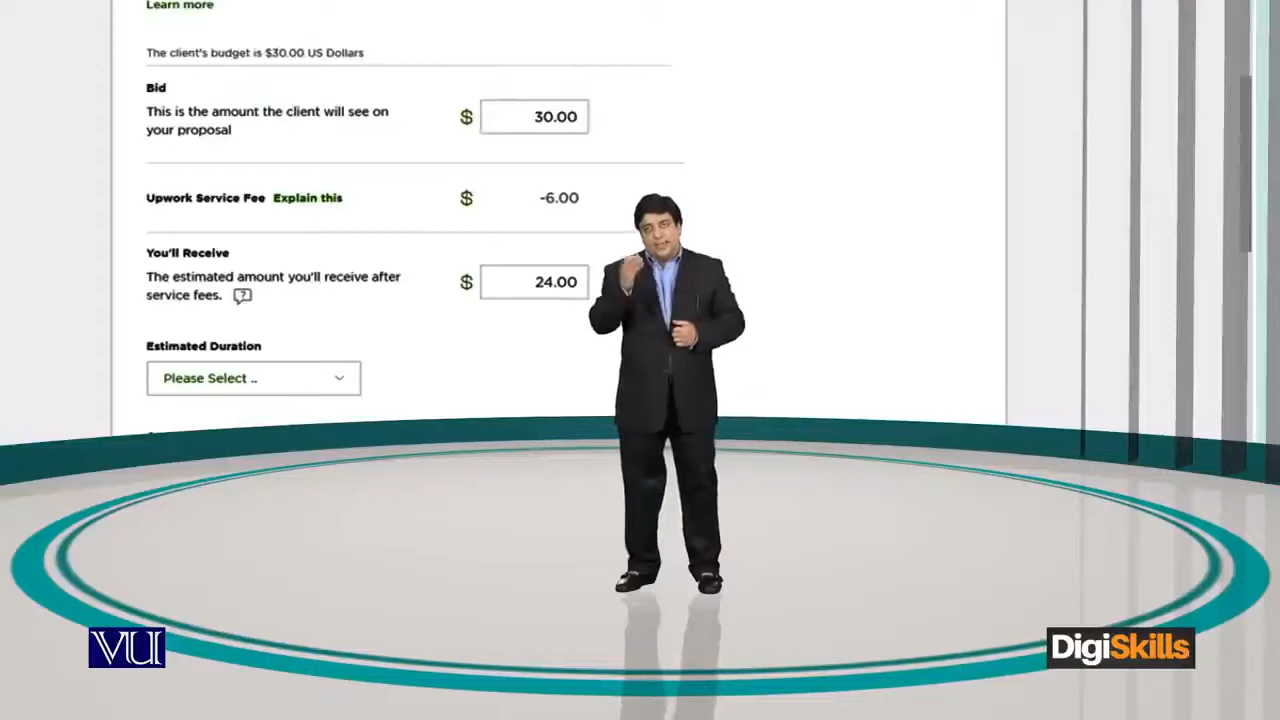 Learn more
The client's budget is $30.00 US Dollars
Bid
This is the amount the client will see on
your proposal
$ 30.00
Upwork Service Fee Explain this
$ -6.00
You'll Receive
The estimated amount you'll receive after
service fees. ?
$ 24.00
Estimated Duration
Please Select ..
VU
DigiSkills